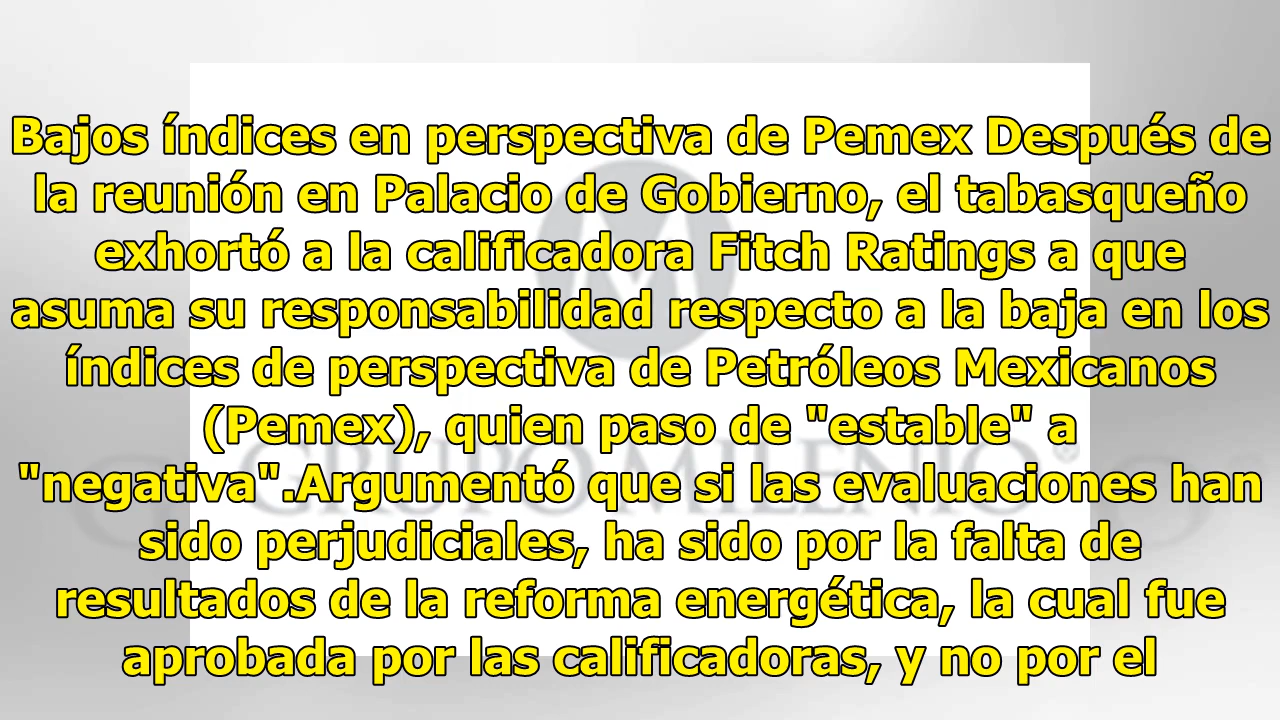 Bajos índices en perspectiva de Pemex Después de
la reunión en Palacio de Gobierno, el tabasqueño
exhortó a la calificadora Fitch Ratings a que
asuma su responsabilidad respecto a la baja en los
índices de perspectiva de Petróleos Mexicanos
(Pemex), quien paso de "estable" a
"negativa".Argumentó que si las evaluaciones han
sido perjudiciales, ha sido por la falta de
resultados de la reforma energética, la cual fue
aprobada por las calificadoras, y no por el
M
GRUPO MILENIO®